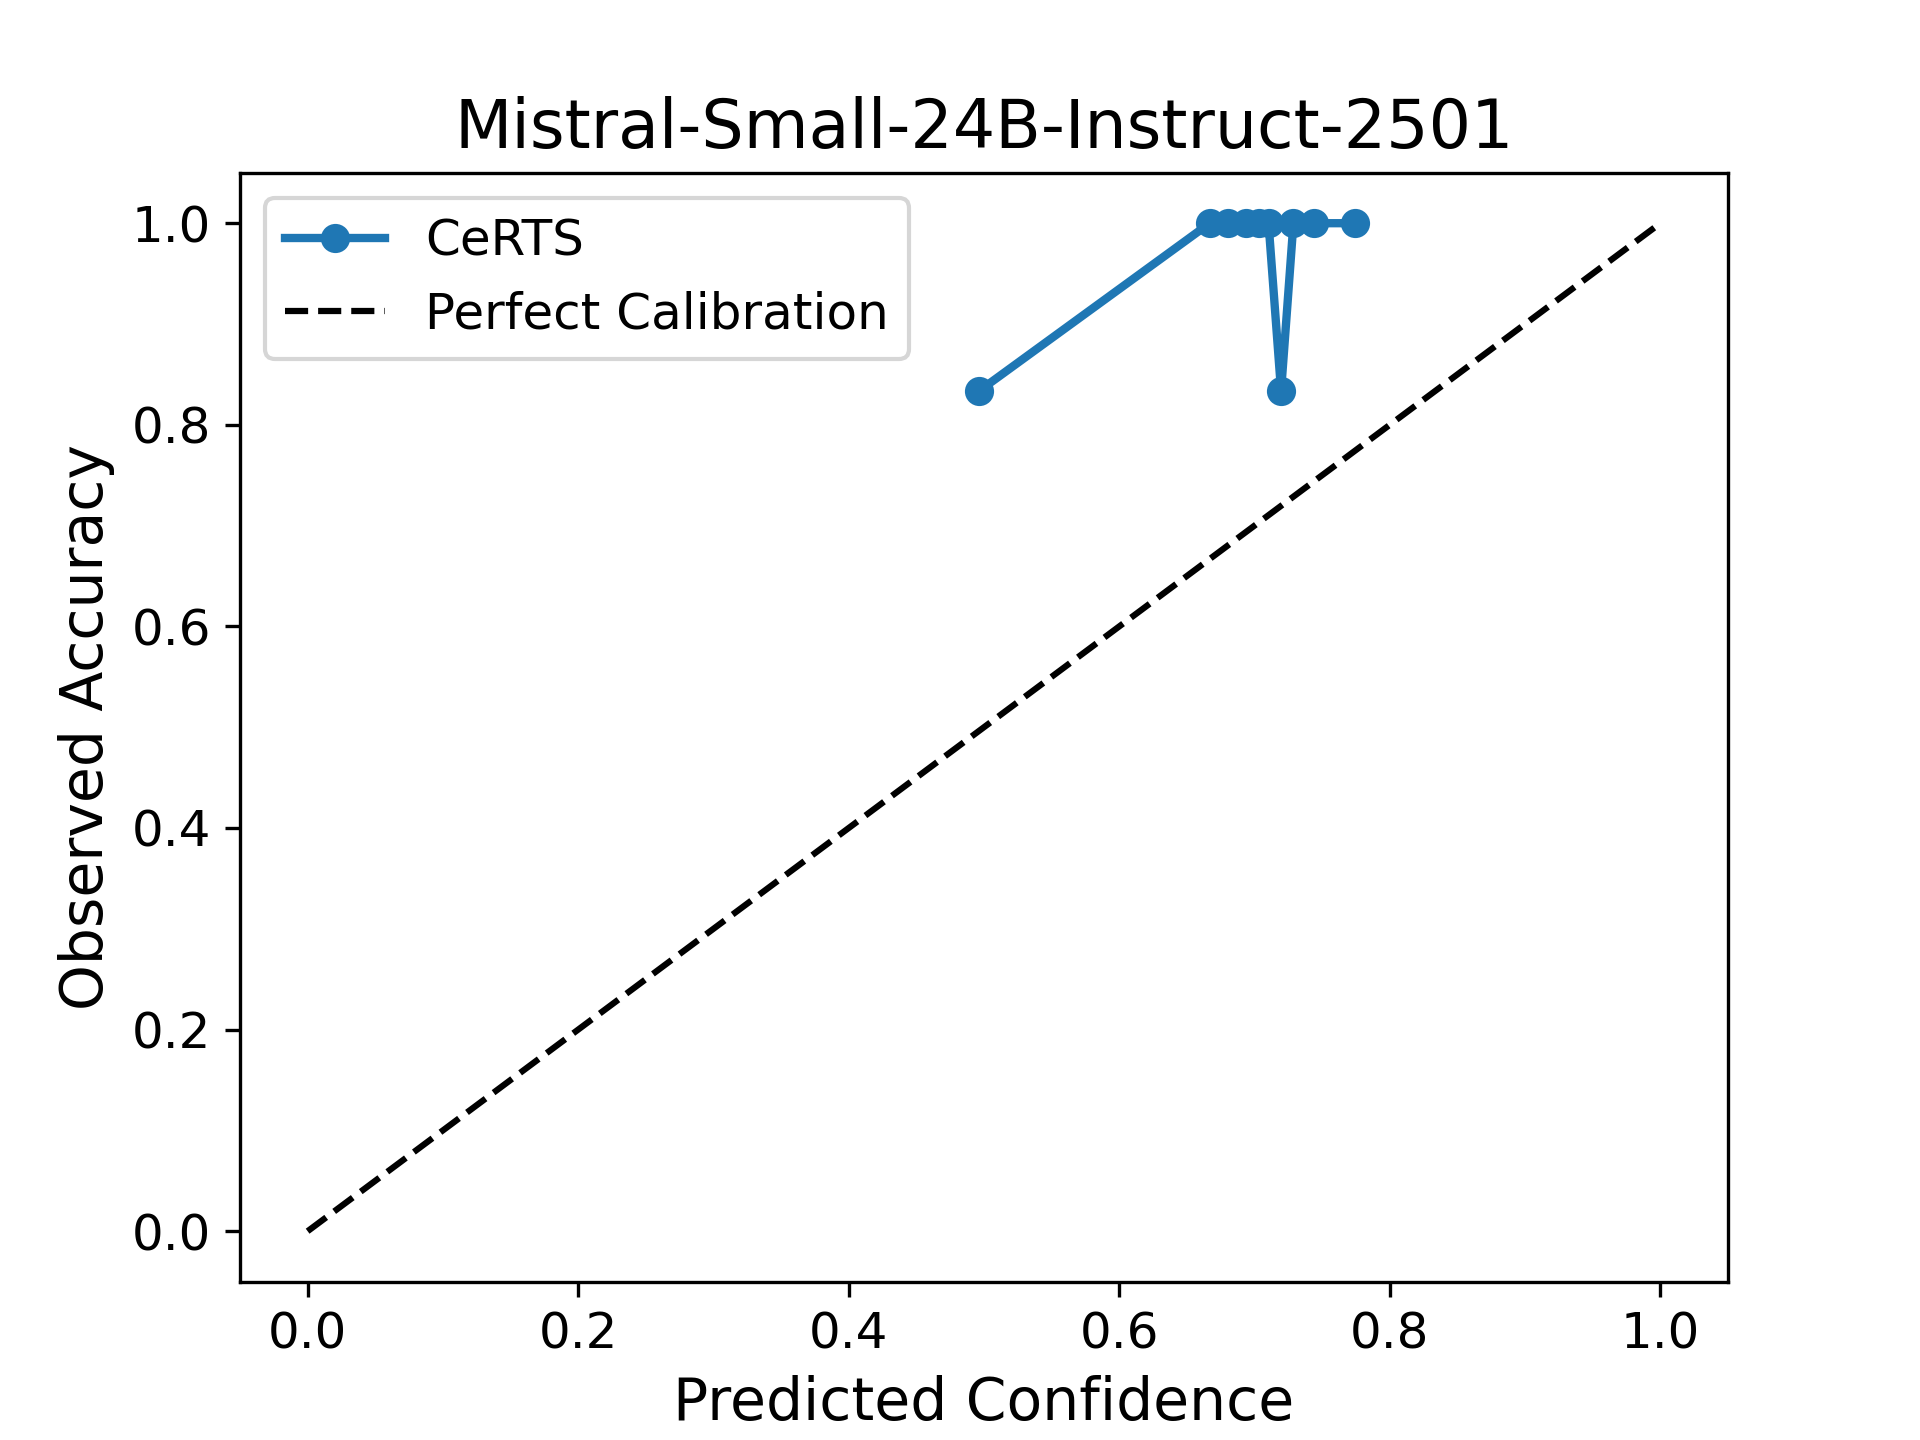 Mistral-Small-24B-Instruct-2501
CeRTS
Perfect Calibration
1.0
0.8
0.6
0.4
0.2
0.0
Observed Accuracy
0.0 0.2 0.4 0.6 0.8 1.0
Predicted Confidence